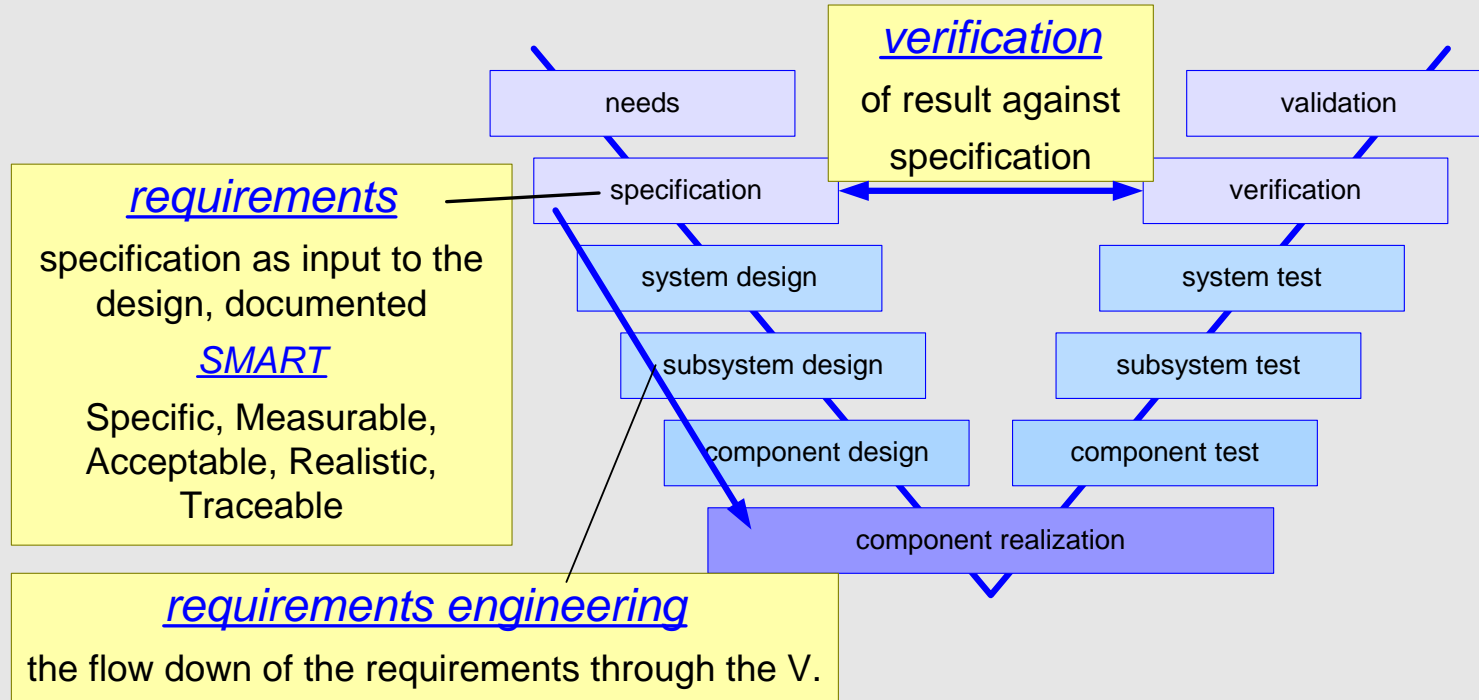 verification
of result against
specification
needs
validation
requirements
specification as input to the
design, documented
SMART
Specific, Measurable,
Acceptable, Realistic,
Traceable
specification
verification
system design
system test
subsystem design
subsystem test
component design
component test
component realization
requirements engineering
the flow down of the requirements through the V.